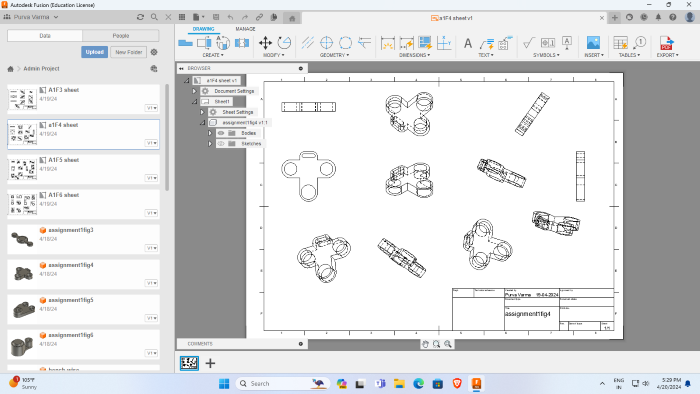 Autodesk Fusion (Education License)
Purva Varma
a1F4 sheet v1
Data
People
DRAWING
MANAGE
Upload
New Folder
CREATE
MODIFY
DIMENSIONS
TEXT
SYMBOLS
INSERT
TABLES
EXPORT
Admin Project
BROWSER
a1F4 sheet v1
Document Settings
Sheet1
Sheet Settings
assignment1fig4 v1:1
Bodies
Sketches
A1F3 sheet
4/19/24
V1
a1F4 sheet
4/19/24
V1
A1F5 sheet
4/19/24
V1
A1F6 sheet
4/19/24
V1
assignment1fig3
4/18/24
V1
assignment1fig4
4/18/24
V1
assignment1fig5
4/18/24
V1
assignment1fig6
4/18/24
V1
Purva Varma 19-04-2024
assignment1fig4
1/1
COMMENTS
105°F
Sunny
Search
ENG
IN
5:29 PM
4/20/2024